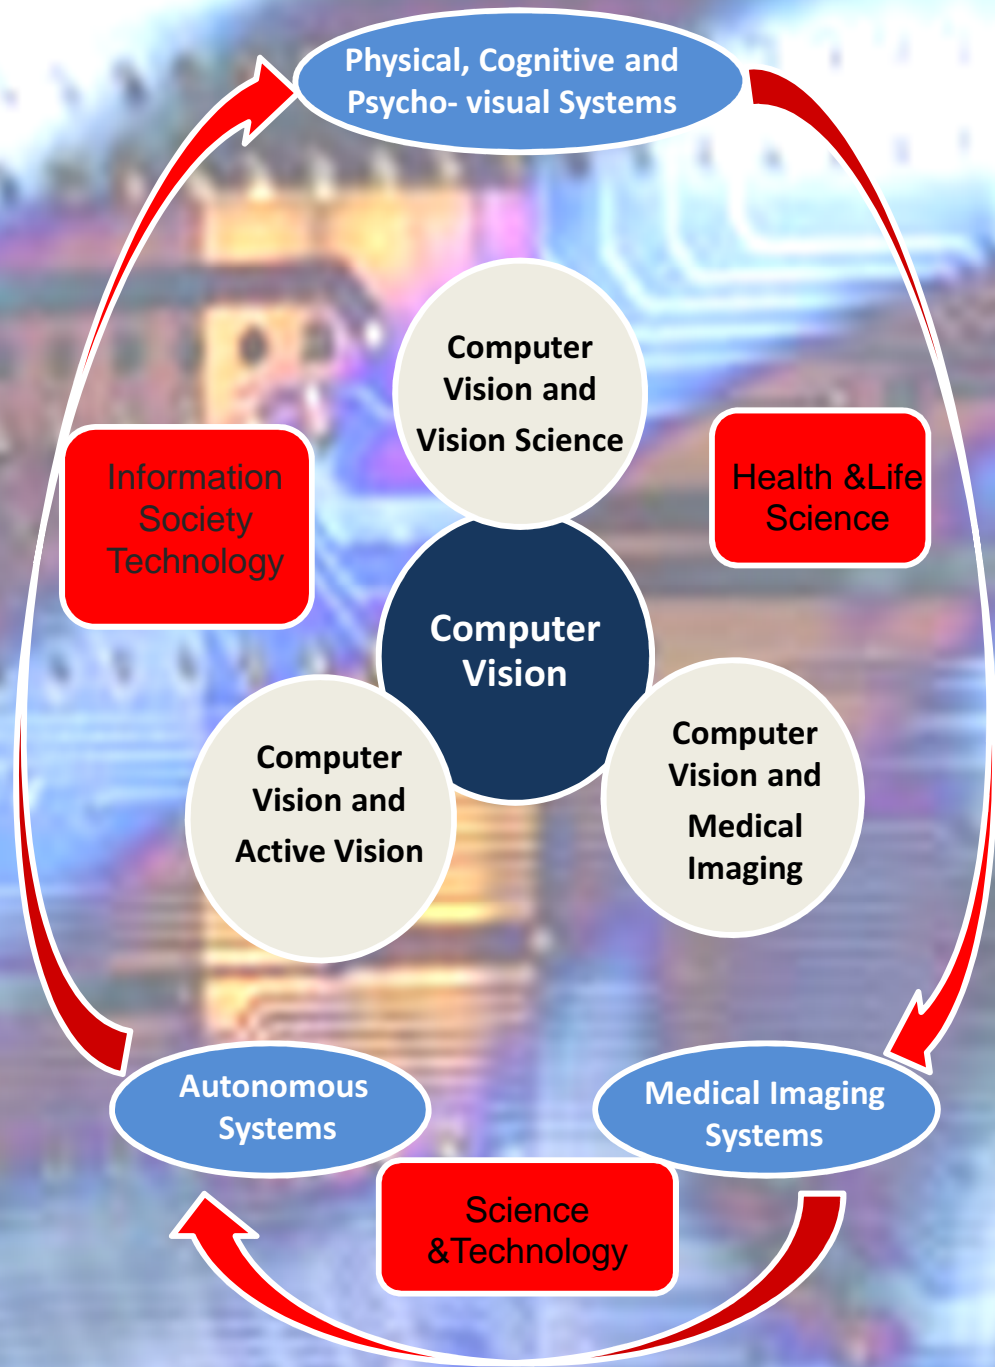 Physical, Cognitive and
Psycho- visual Systems
Computer
Vision and
Vision Science
Information
Society
Technology
Health &Life
Science
Computer
Vision
Computer
Vision and
Active Vision
Computer
Vision and
Medical
Imaging
Autonomous
Systems
Medical Imaging
Systems
Science
&Technology